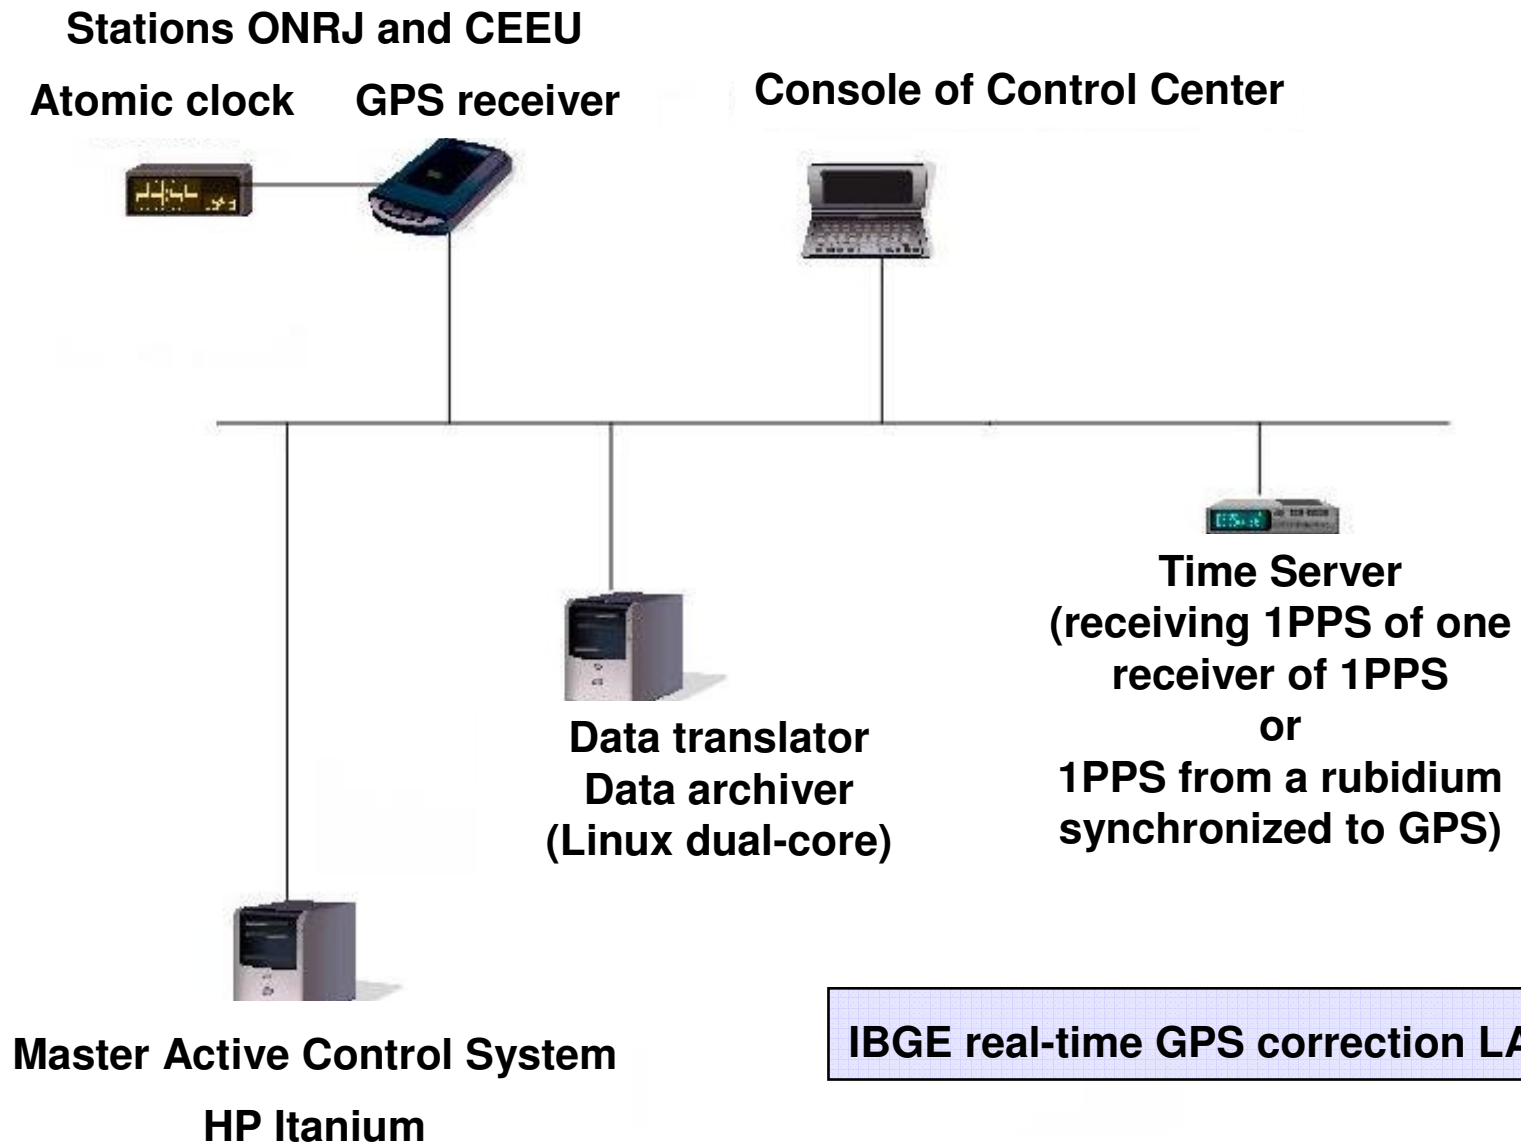 Stations ONRJ and CEEU
Atomic clock GPS receiver
Console of Control Center
Time Server
(receiving 1PPS of one
receiver of 1PPS
or
1PPS from a rubidium
synchronized to GPS)
Data translator
Data archiver
(Linux dual-core)
Master Active Control System
HP Itanium
IBGE real-time GPS correction